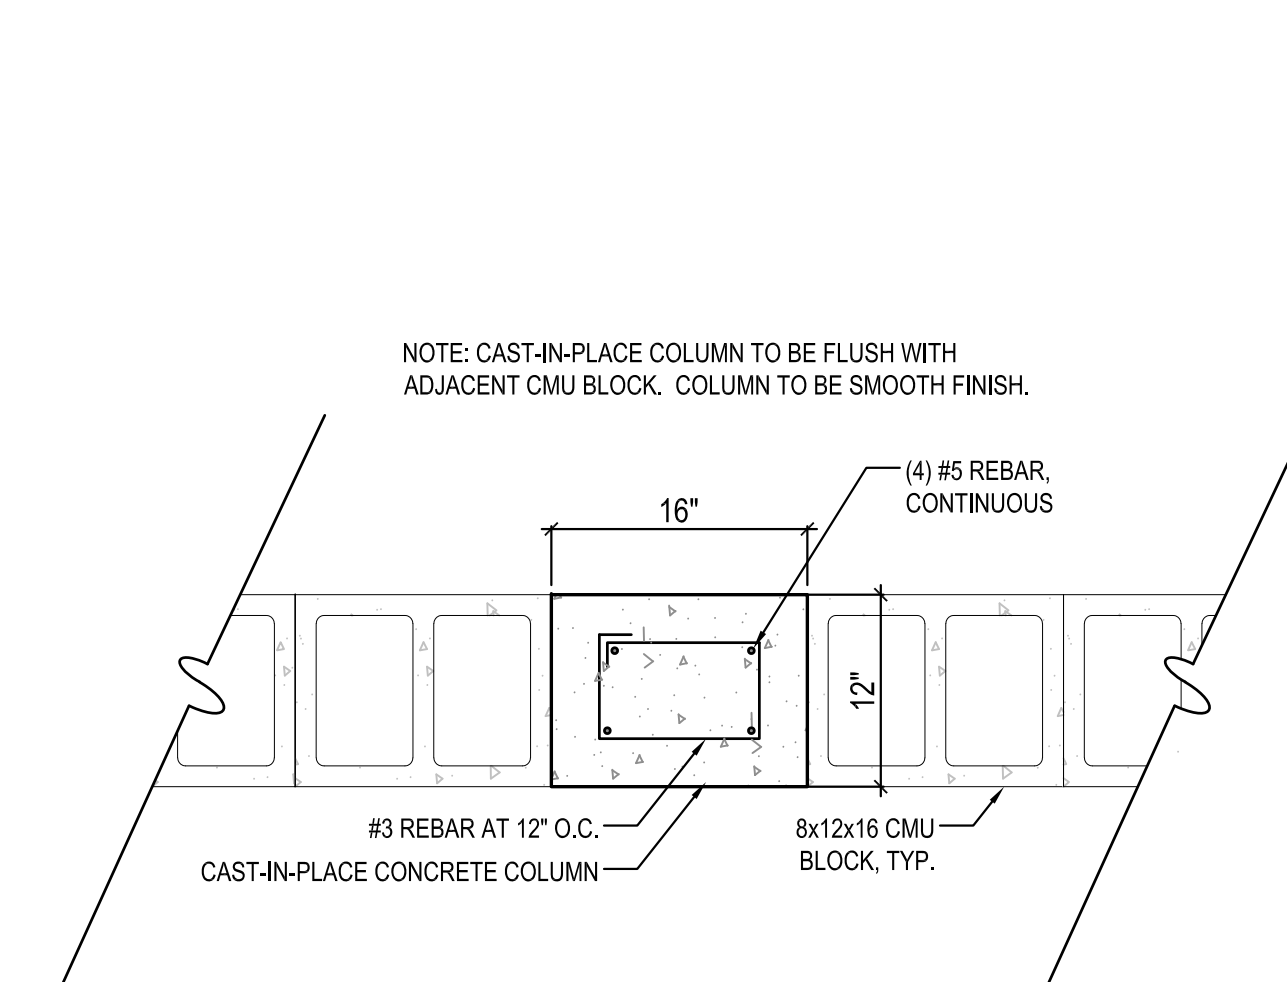 NOTE: CAST-IN-PLACE COLUMN TO BE FLUSH WITH
ADJACENT CMU BLOCK. COLUMN TO BE SMOOTH FINISH.
(4) #5 REBAR,
CONTINUOUS
16"
12"
#3 REBAR AT 12" O.C.
CAST-IN-PLACE CONCRETE COLUMN
8x12x16 CMU
BLOCK, TYP.